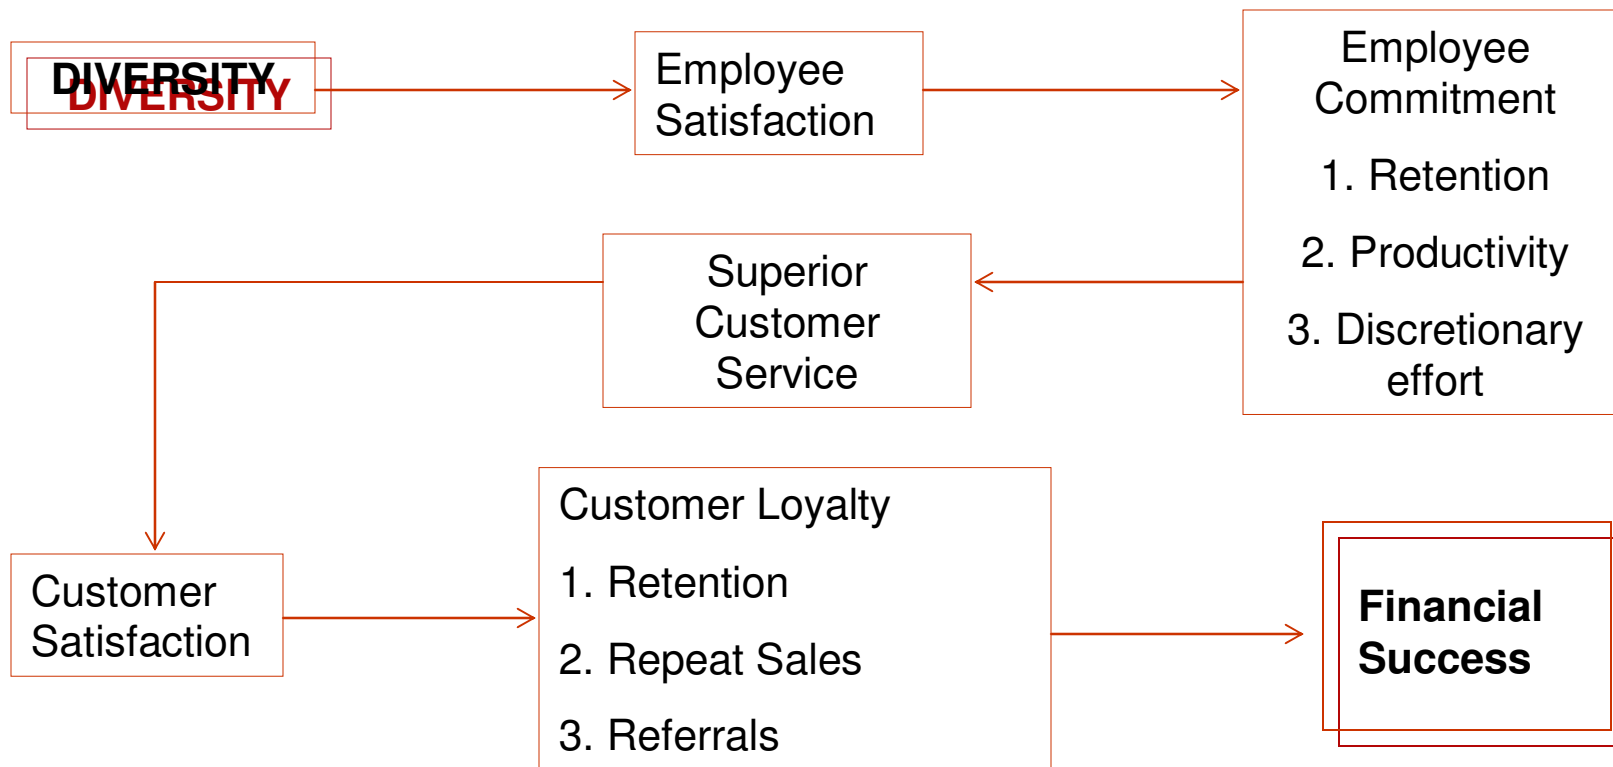 DIVERSITY
DIVERSITY
Employee
Satisfaction
Employee
Commitment
1. Retention
2. Productivity
3. Discretionary
effort
Superior
Customer
Service
Customer
Satisfaction
Customer Loyalty
1. Retention
2. Repeat Sales
3. Referrals
Financial
Success